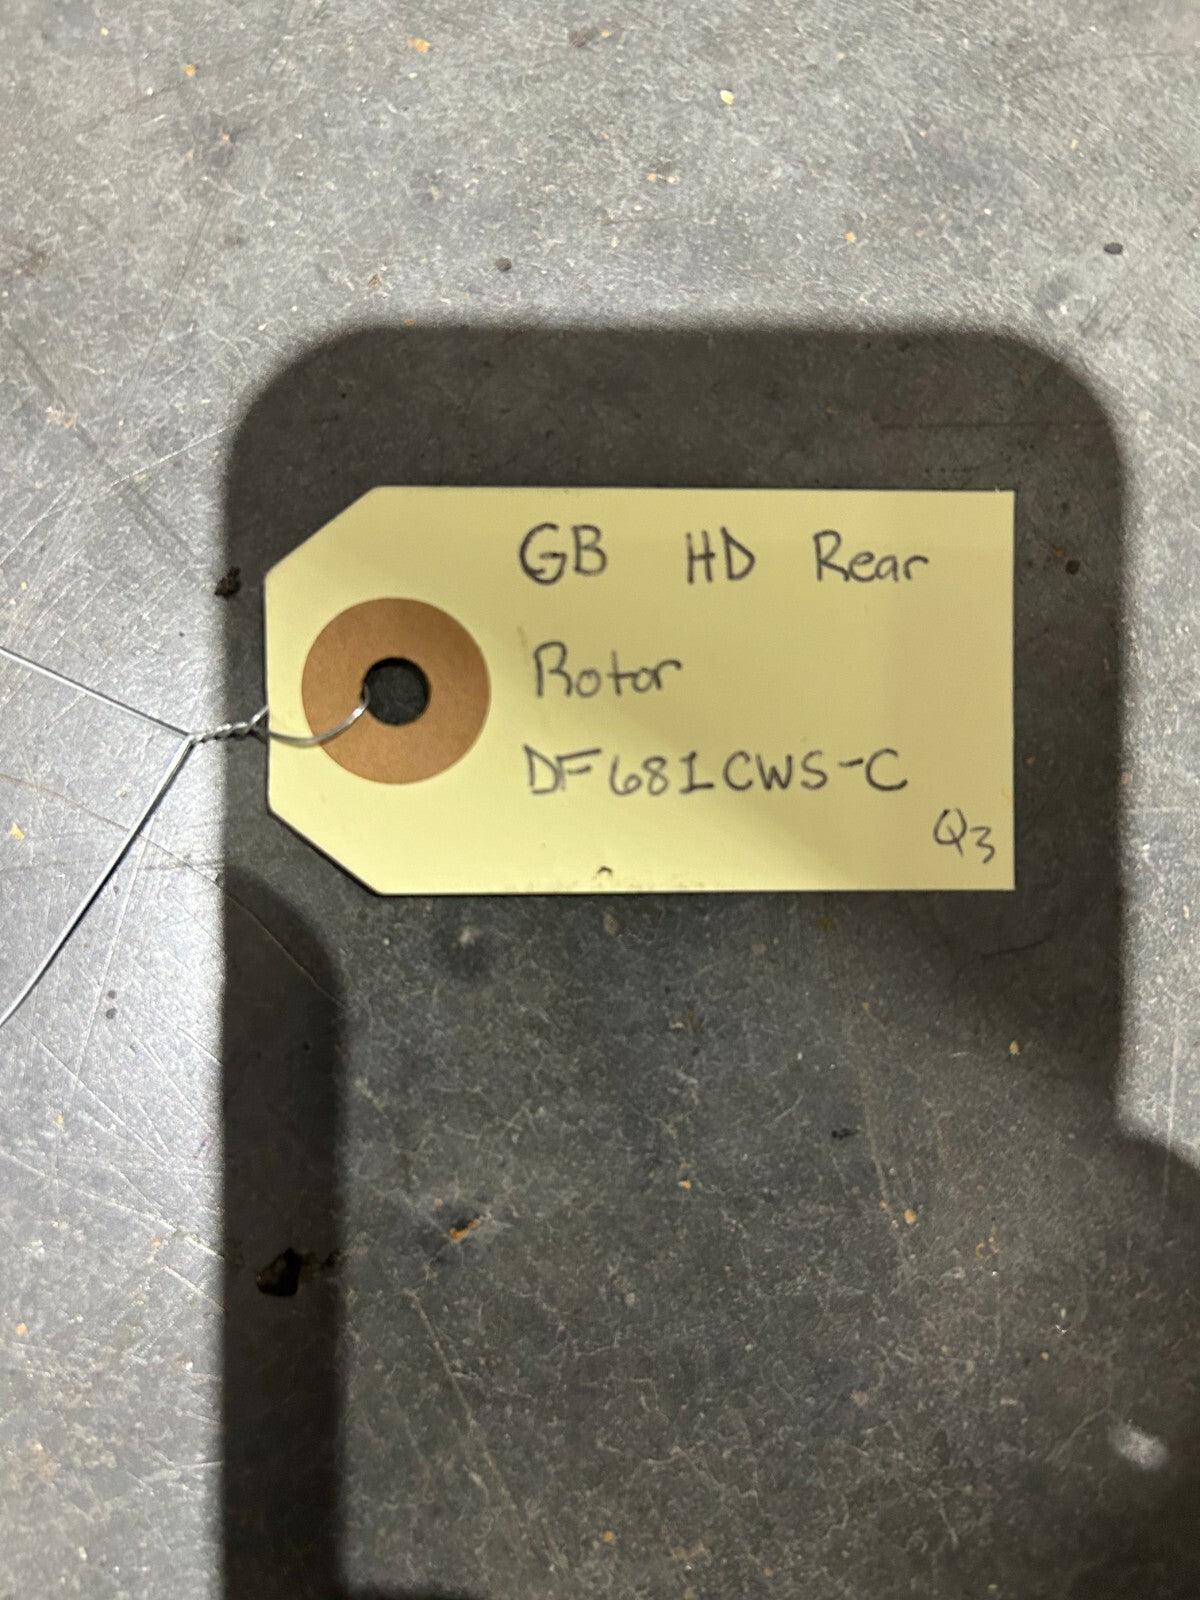 GB HD Rear
Rotor
DF681CWS-C
Q3